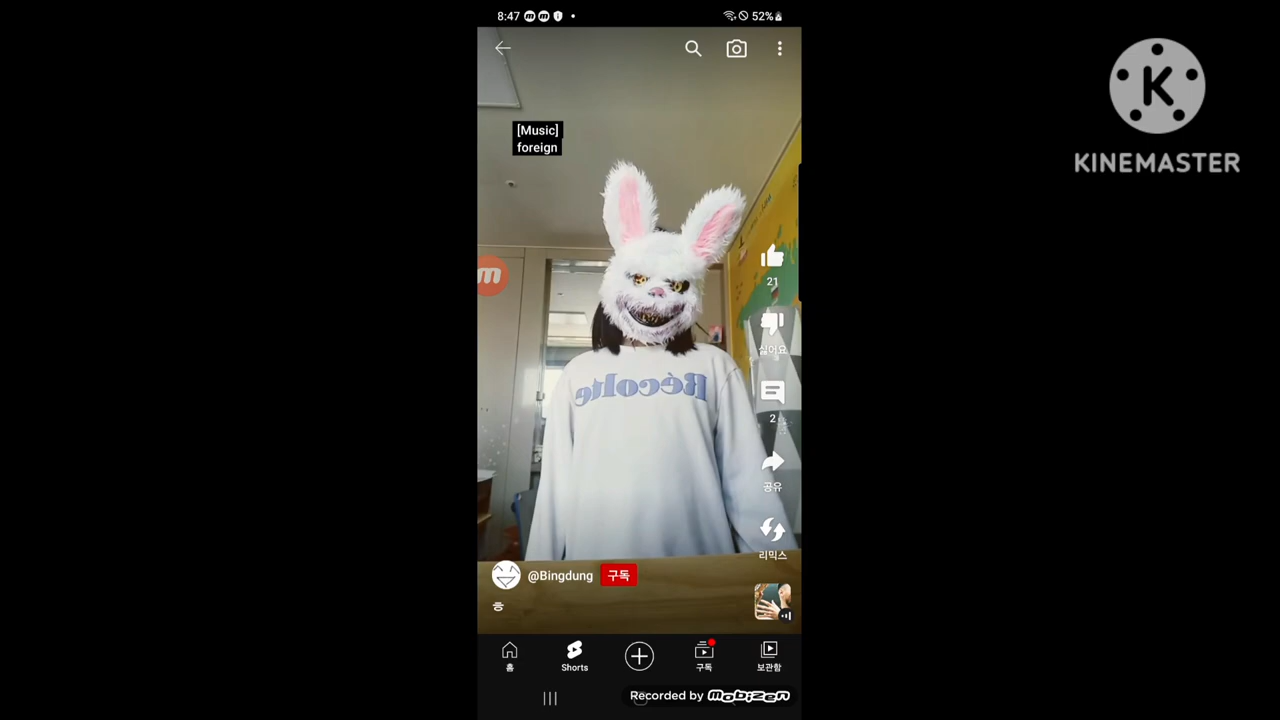 8:47
52%
[Music]
foreign
K
KINEMASTER
m
21
싫어요
Récolte
2
공유
리믹스
@Bingdung
구독
ㅎ
홈
Shorts
구독
보관함
Recorded by mobizen